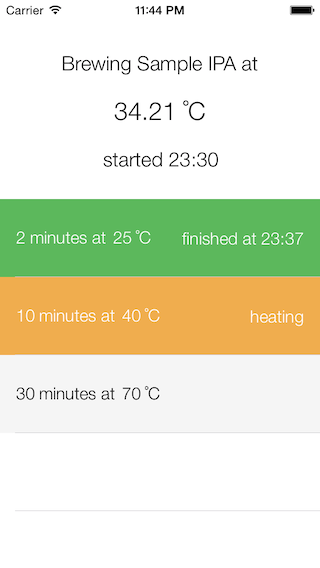 Carrier 11:44 PM
Brewing Sample IPA at
34.21 ˚C
started 23:30
2 minutes at 25 ˚C finished at 23:37
10 minutes at 40 ˚C heating
30 minutes at 70 ˚C